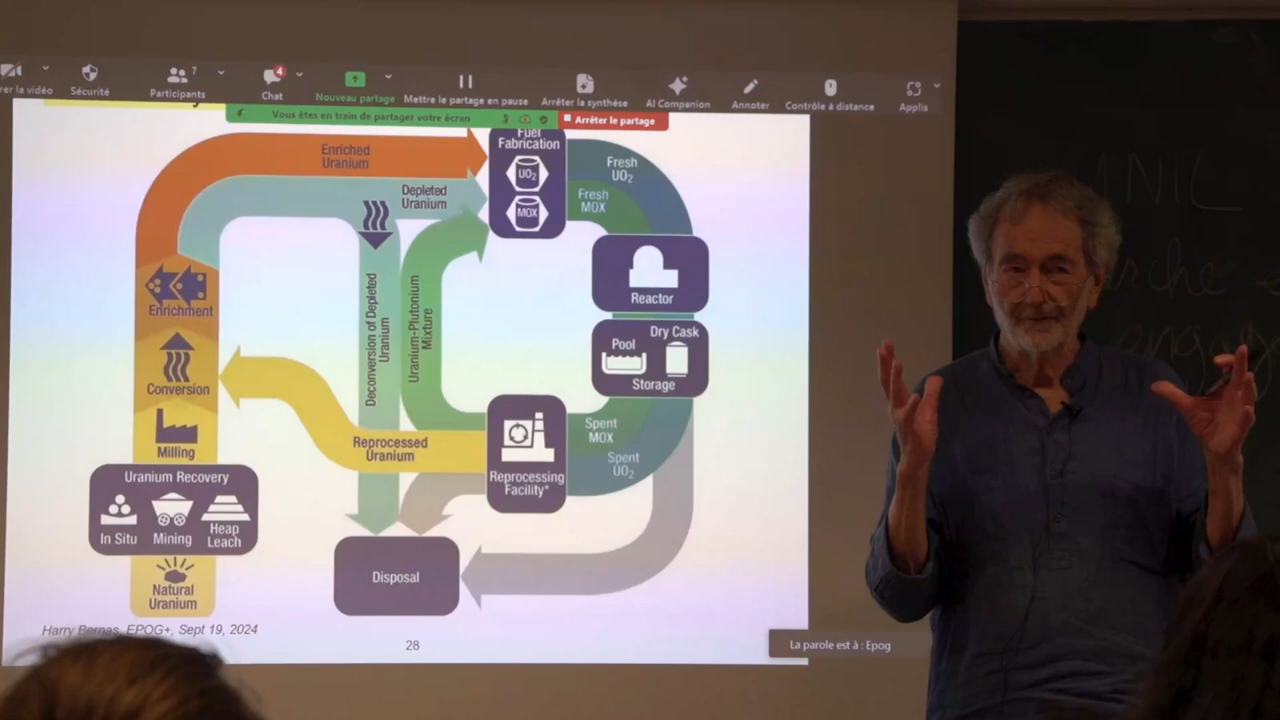 rer la vidéo
Sécurité
Participants
7
Chat
4
Nouveau partage
Mettre le partage en pause
Arrêter la synthèse
AI Companion
Annoter
Contrôle à distance
Applis
Vous êtes en train de partager votre écran
Arrêter le partage
Enriched
Uranium
Depleted
Uranium
Fuel
Fabrication
UO2
MOX
Fresh
UO2
Fresh
MOX
Reactor
Pool
Dry Cask
Storage
Enrichment
Conversion
Milling
Deconversion of Depleted
Uranium
Uranium-Plutonium
Mixture
Reprocessed
Uranium
Reprocessing
Facility*
Spent
MOX
Spent
UO2
Uranium Recovery
In Situ
Mining
Heap
Leach
Natural
Uranium
Disposal
Harry Bernas, EPOG+, Sept 19, 2024
28
La parole est à : Epog